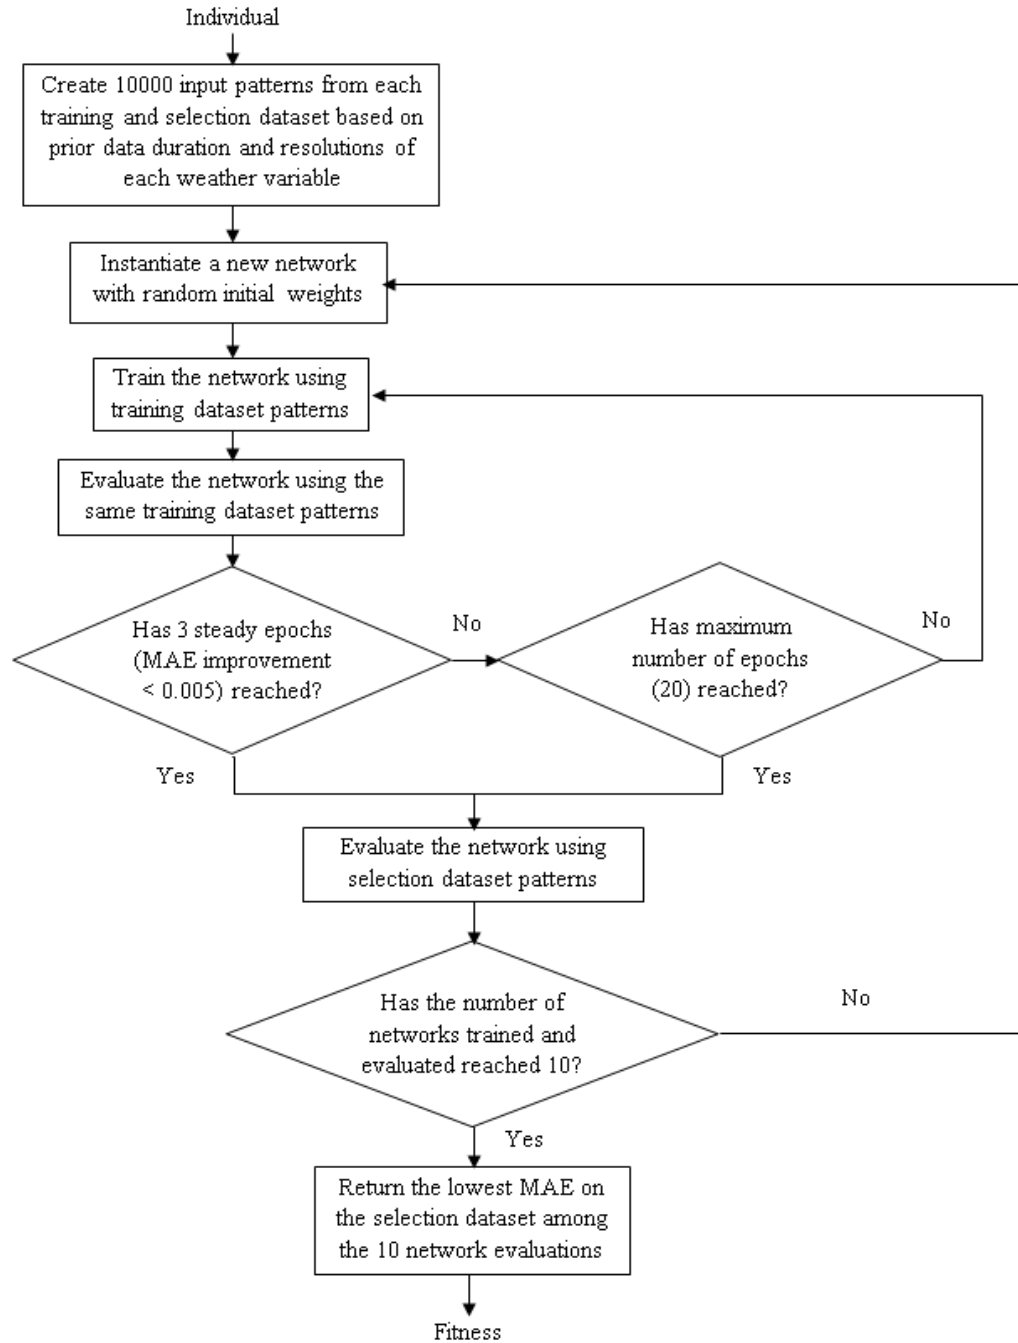 Individual
Create 10000 input patterns from each
training and selection dataset based on
prior data duration and resolutions of
each weather variable
Instantiate a new network
with random initial weights
Train the network using
training dataset patterns
Evaluate the network using the
same training dataset patterns
Has 3 steady epochs
(MAE improvement
< 0.005) reached?
No
Has maximum
number of epochs
(20) reached?
No
Yes
Yes
Evaluate the network using
selection dataset patterns
Has the number of
networks trained and
evaluated reached 10?
No
Yes
Return the lowest MAE on
the selection dataset among
the 10 network evaluations
Fitness